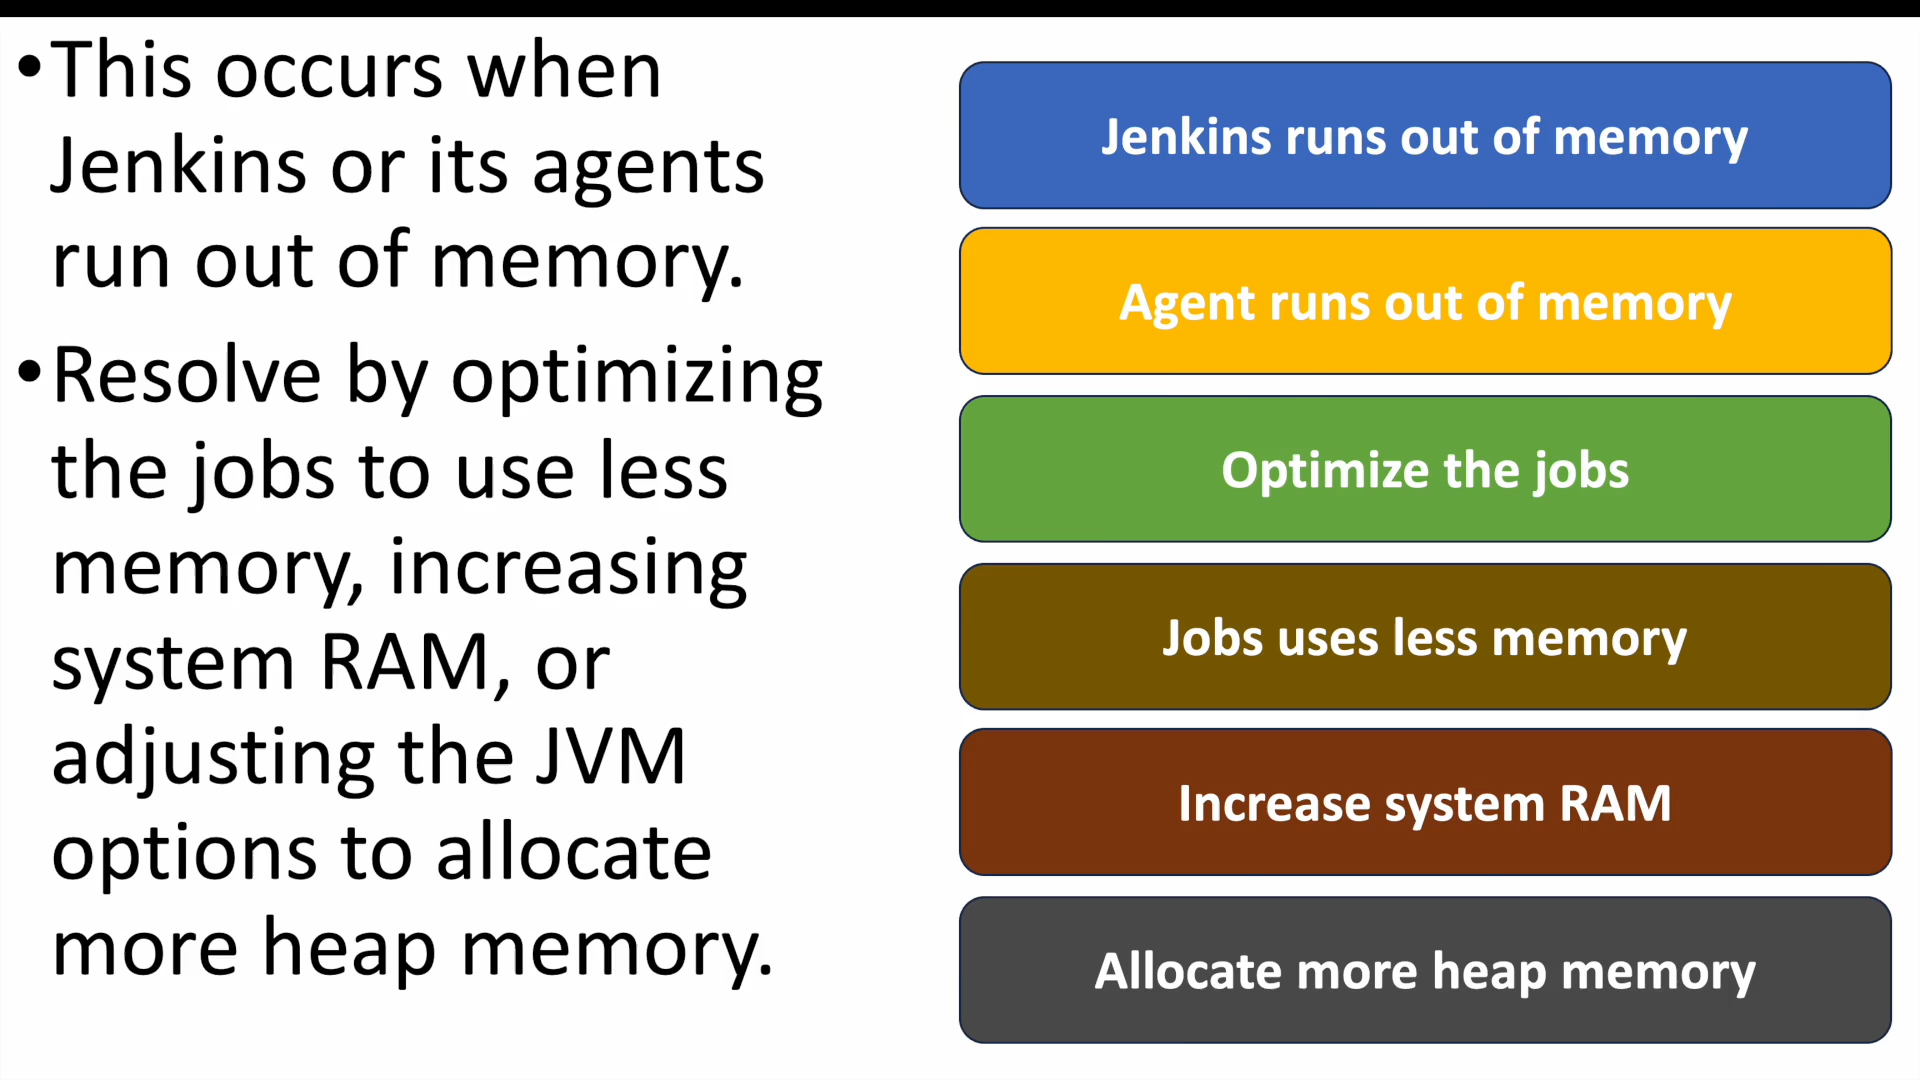 •This occurs when
Jenkins or its agents
run out of memory.
•Resolve by optimizing
the jobs to use less
memory, increasing
system RAM, or
adjusting the JVM
options to allocate
more heap memory.
Jenkins runs out of memory
Agent runs out of memory
Optimize the jobs
Jobs uses less memory
Increase system RAM
Allocate more heap memory